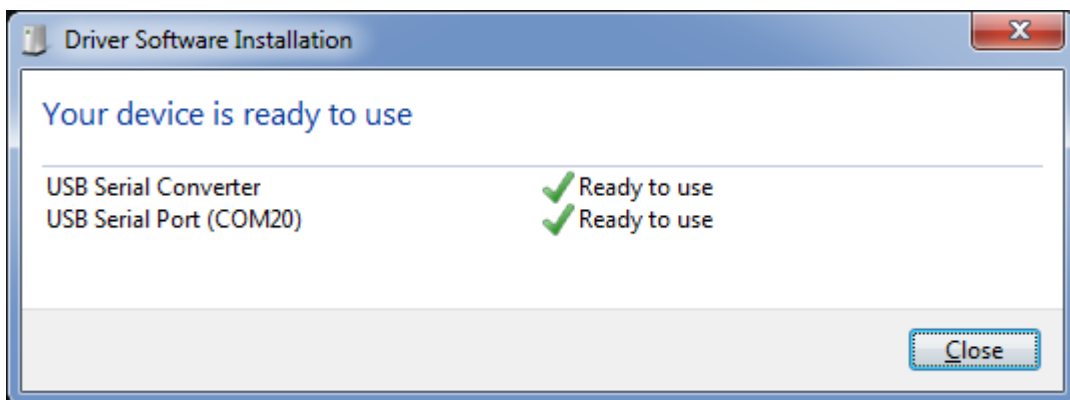 Driver Software Installation
Your device is ready to use
USB Serial Converter Ready to use
USB Serial Port (COM20) Ready to use
Close